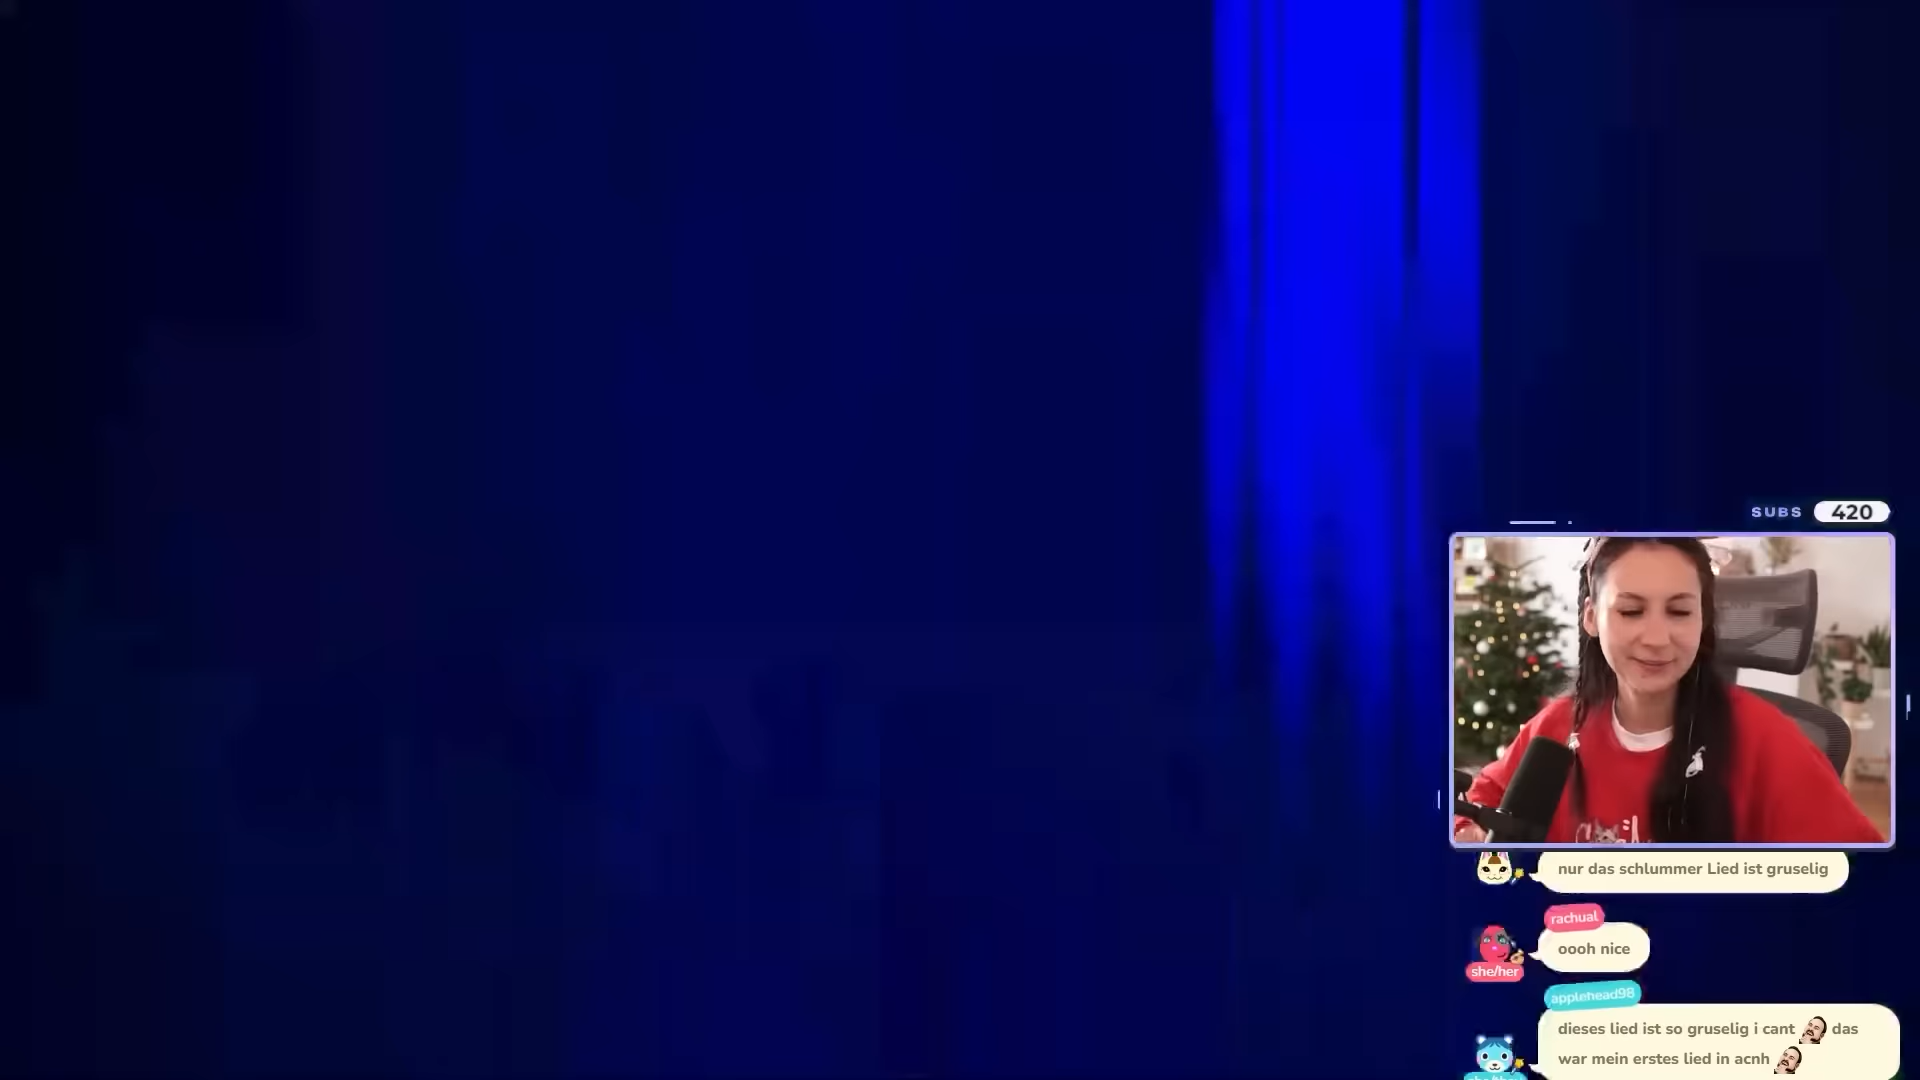 SUBS 420
nur das schlummer Lied ist gruselig
rachual
oooh nice
she/her
applehead98
dieses lied ist so gruselig i cant das
war mein erstes lied in acnh